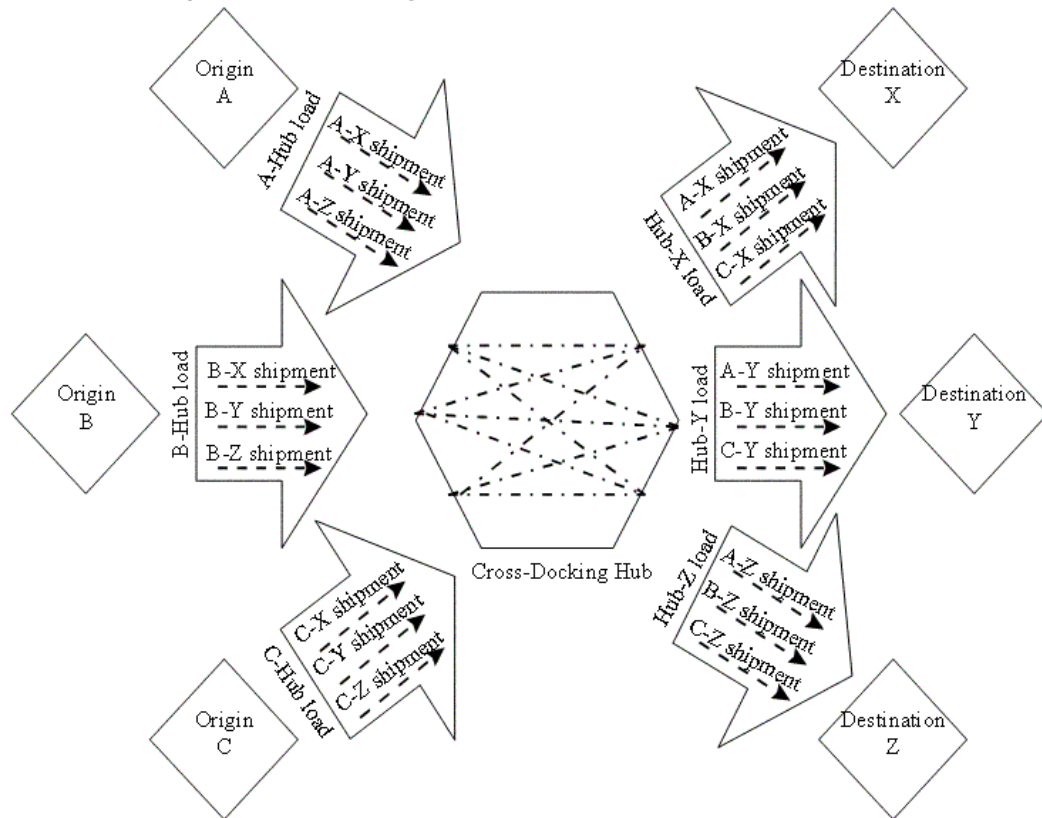 Origin
A
A-Hub load
A-X shipment
A-Y shipment
A-Z shipment
Origin
B
B-Hub load
B-X shipment
B-Y shipment
B-Z shipment
Origin
C
C-Hub load
C-X shipment
C-Y shipment
C-Z shipment
Cross-Docking Hub
Hub-X load
A-X shipment
B-X shipment
C-X shipment
Destination
X
Hub-Y load
A-Y shipment
B-Y shipment
C-Y shipment
Destination
Y
Hub-Z load
A-Z shipment
B-Z shipment
C-Z shipment
Destination
Z